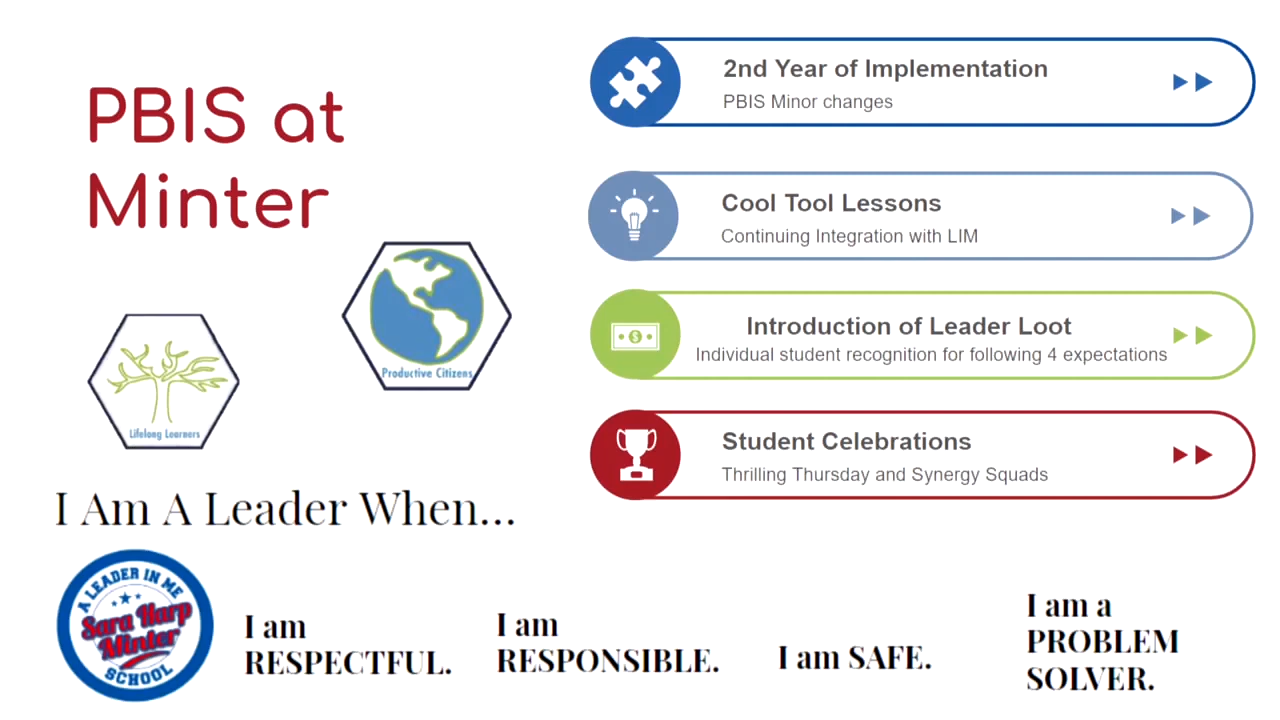 PBIS at
Minter
Productive Citizens
Lifelong Learners
2nd Year of Implementation
PBIS Minor changes
Cool Tool Lessons
Continuing Integration with LIM
Introduction of Leader Loot
Individual student recognition for following 4 expectations
Student Celebrations
Thrilling Thursday and Synergy Squads
I Am A Leader When...
A LEADER IN ME
Sara Harp
Minter
SCHOOL
I am
RESPECTFUL.
I am
RESPONSIBLE.
I am SAFE.
I am a
PROBLEM
SOLVER.